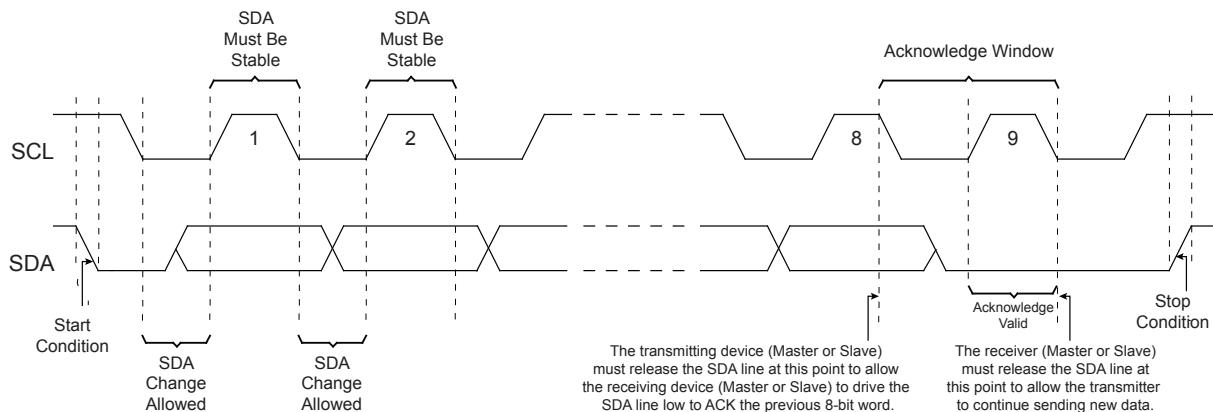 SDA
Must Be
Stable
SDA
Must Be
Stable
Acknowledge Window
SCL
1
2
8
9
SDA
Start
Condition
SDA
Change
Allowed
SDA
Change
Allowed
Acknowledge
Valid
Stop
Condition
The transmitting device (Master or Slave)
must release the SDA line at this point to allow
the receiving device (Master or Slave) to drive the
SDA line low to ACK the previous 8-bit word.
The receiver (Master or Slave)
must release the SDA line at
this point to allow the transmitter
to continue sending new data.